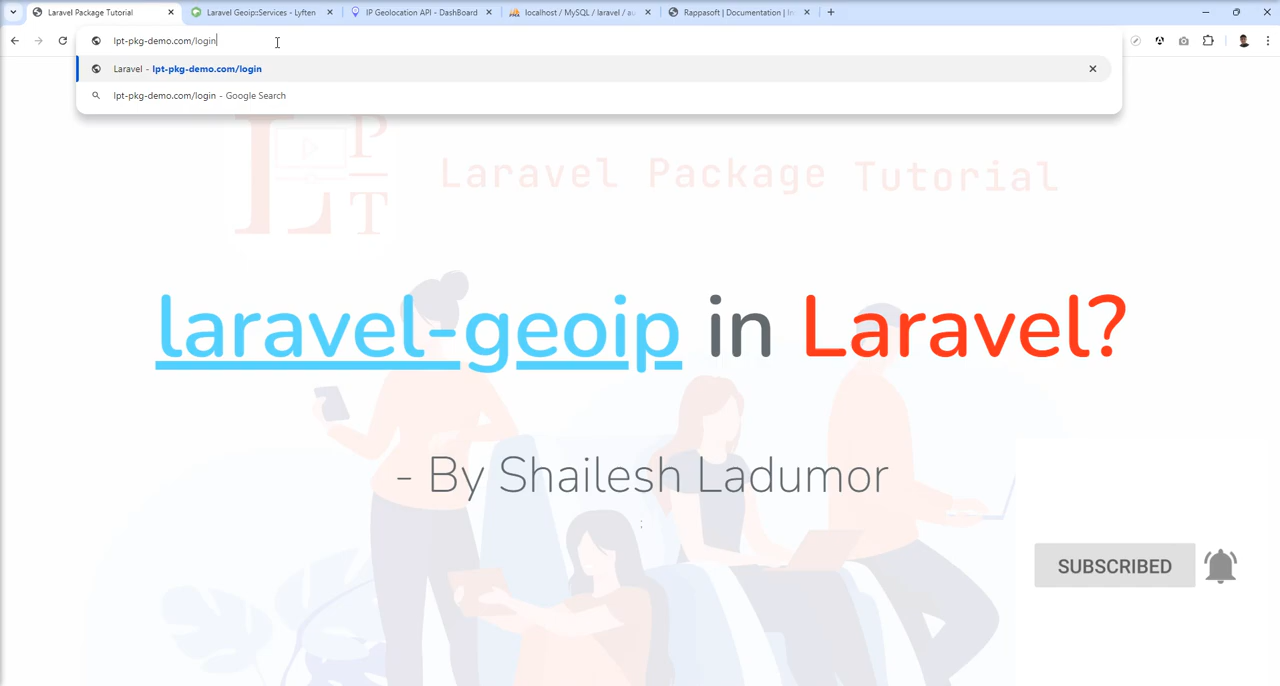 Laravel Package Tutorial
Laravel Geoip::Services - Lyften
IP Geolocation API - DashBoard
localhost / MySQL / laravel / au
Rappasoft | Documentation | In
lpt-pkg-demo.com/login
Laravel - lpt-pkg-demo.com/login
lpt-pkg-demo.com/login - Google Search
LPT
Laravel Package Tutorial
laravel-geoip in Laravel?
- By Shailesh Ladumor
:
SUBSCRIBED